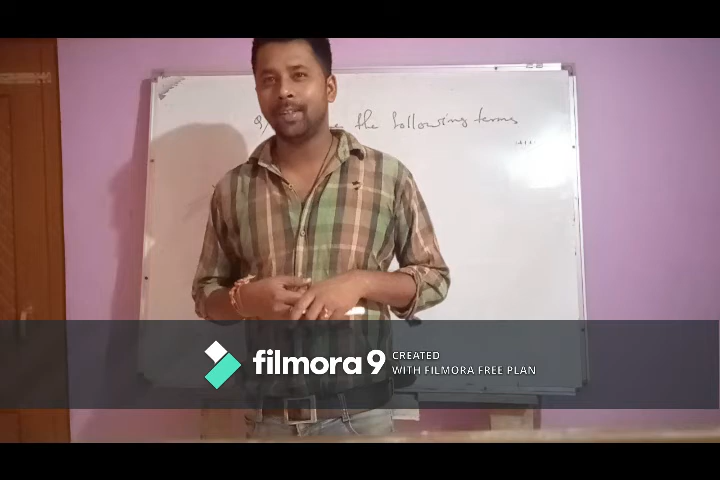 Q/ the following terms
filmora 9 CREATED
WITH FILMORA FREE PLAN